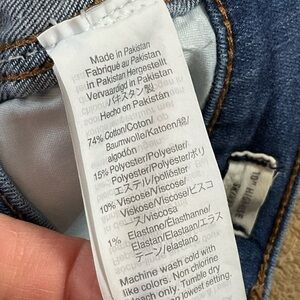 Made in Pakistan
Fabriqué au Pakistan
in Pakistan Hergestellt
Vervaardigd in Pakistan
パキスタン製
Hecho en Pakistan
74% Cotton/Coton/
Baumwolle/Katoen/綿/
algodón
15% Polyester/Polyester/
Polyester/Polyester/ポリ
エステル/poliéster
10% Viscose/Viscose/
Viskose/Viscose/ビスコ
ース/viscosa
1% Elastane/Elasthanne/
Elastan/Elastaan/エラス
テーン/elastano
Machine wash cold with
like colors. Non chlorine
bleach only. Tumble dry
lowest setting.
10" HIGHRISE